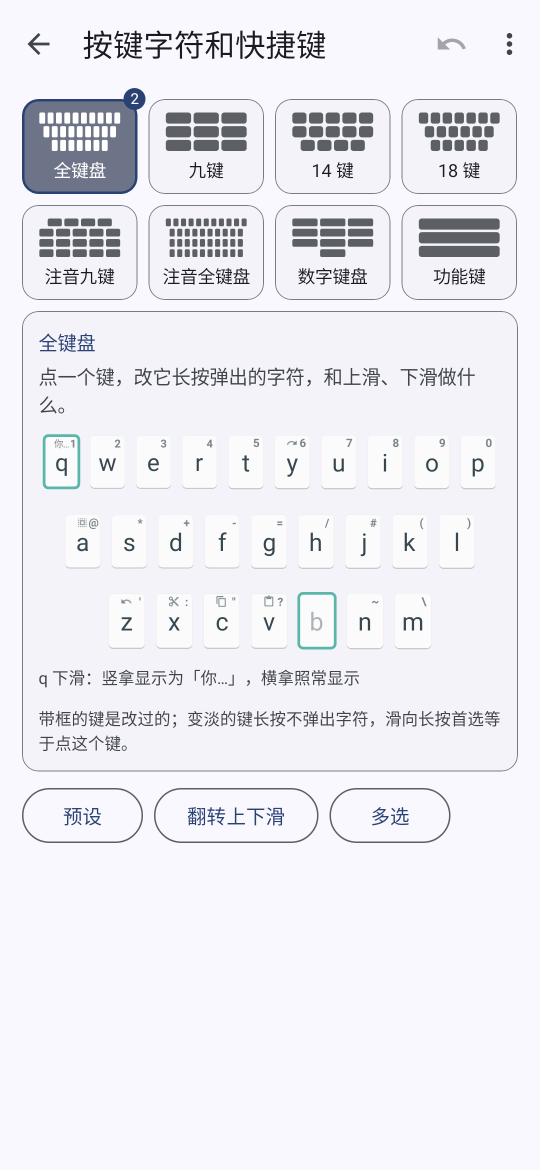 按键字符和快捷键
2
全键盘
九键
14 键
18 键
注音九键
注音全键盘
数字键盘
功能键
全键盘
点一个键，改它长按弹出的字符，和上滑、下滑做什
么。
你…1 2 3 4 5 6 7 8 9 0
q w e r t y u i o p
@ * + - = / # ( )
a s d f g h j k l
' : " ? ~ \
z x c v b n m
q 下滑：竖拿显示为「你…」，横拿照常显示
带框的键是改过的；变淡的键长按不弹出字符，滑向长按首选等
于点这个键。
预设
翻转上下滑
多选